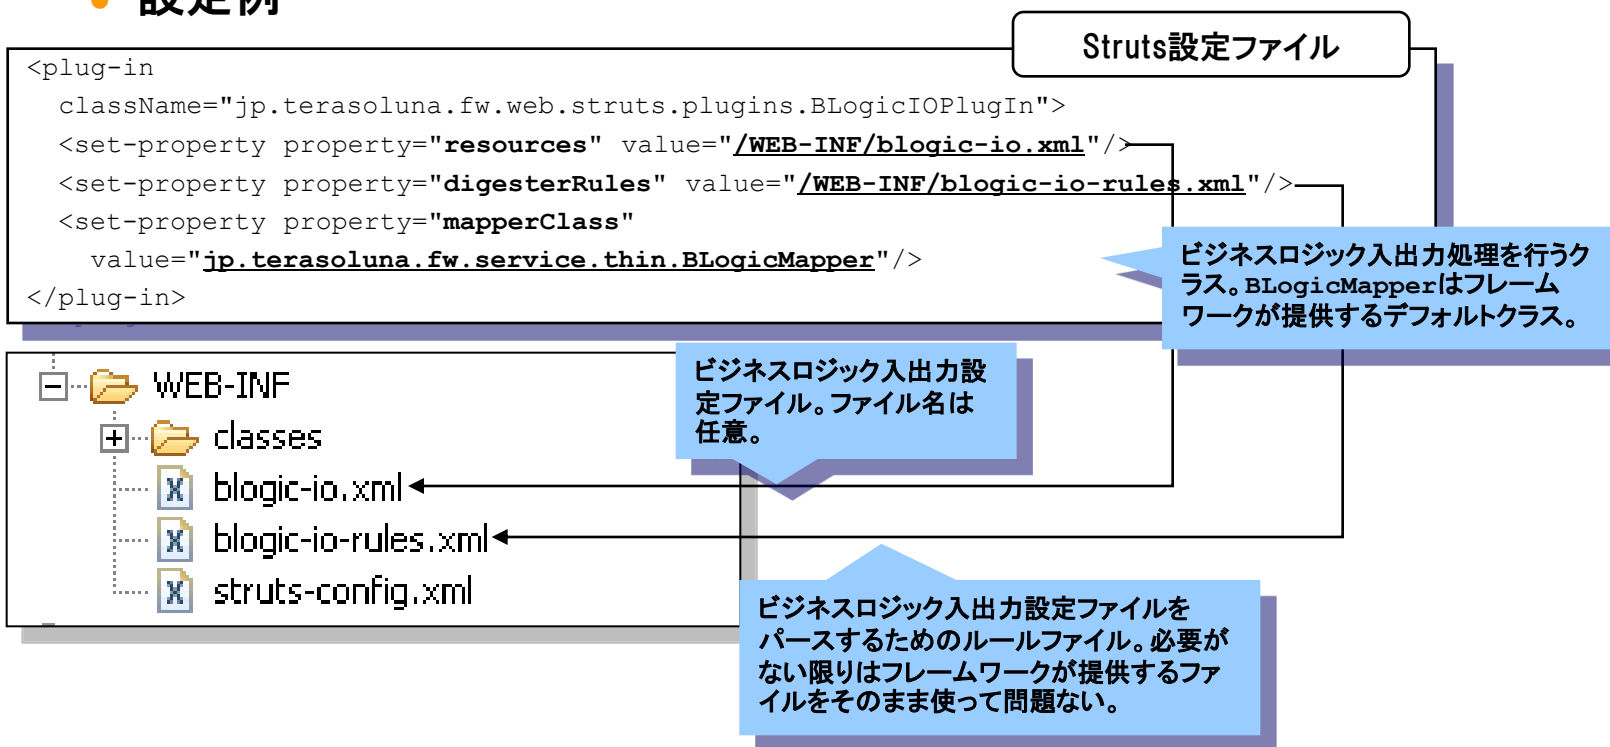 • 設定例
Struts設定ファイル
<plug-in
className="jp.terasoluna.fw.web.struts.plugins.BLogicIOPlugIn">
<set-property property="resources" value="/WEB-INF/blogic-io.xml"/>
<set-property property="digesterRules" value="/WEB-INF/blogic-io-rules.xml"/>
<set-property property="mapperClass"
value="jp.terasoluna.fw.service.thin.BLogicMapper"/>
</plug-in>
ビジネスロジック入出力処理を行うク
ラス。BLogicMapperはフレーム
ワークが提供するデフォルトクラス。
WEB-INF
classes
blogic-io.xml
blogic-io-rules.xml
struts-config.xml
ビジネスロジック入出力設
定ファイル。ファイル名は
任意。
ビジネスロジック入出力設定ファイルを
パースするためのルールファイル。必要が
ない限りはフレームワークが提供するファ
イルをそのまま使って問題ない。